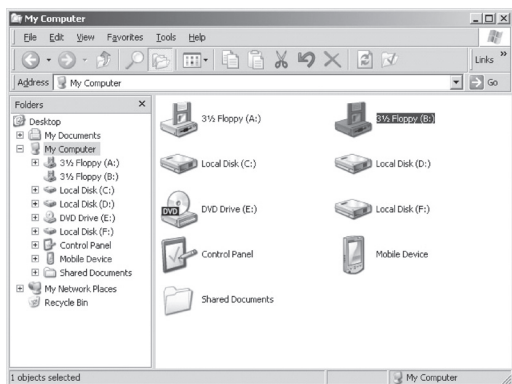 My Computer
File Edit View Favorites Tools Help
Links »
Address My Computer Go
Folders ×
Desktop
My Documents
My Computer
3½ Floppy (A:)
3½ Floppy (B:)
Local Disk (C:)
Local Disk (D:)
DVD Drive (E:)
Local Disk (F:)
Control Panel
Mobile Device
Shared Documents
My Network Places
Recycle Bin
3½ Floppy (A:)
3½ Floppy (B:)
Local Disk (C:)
Local Disk (D:)
DVD
DVD Drive (E:)
Local Disk (F:)
Control Panel
Mobile Device
Shared Documents
1 objects selected
My Computer